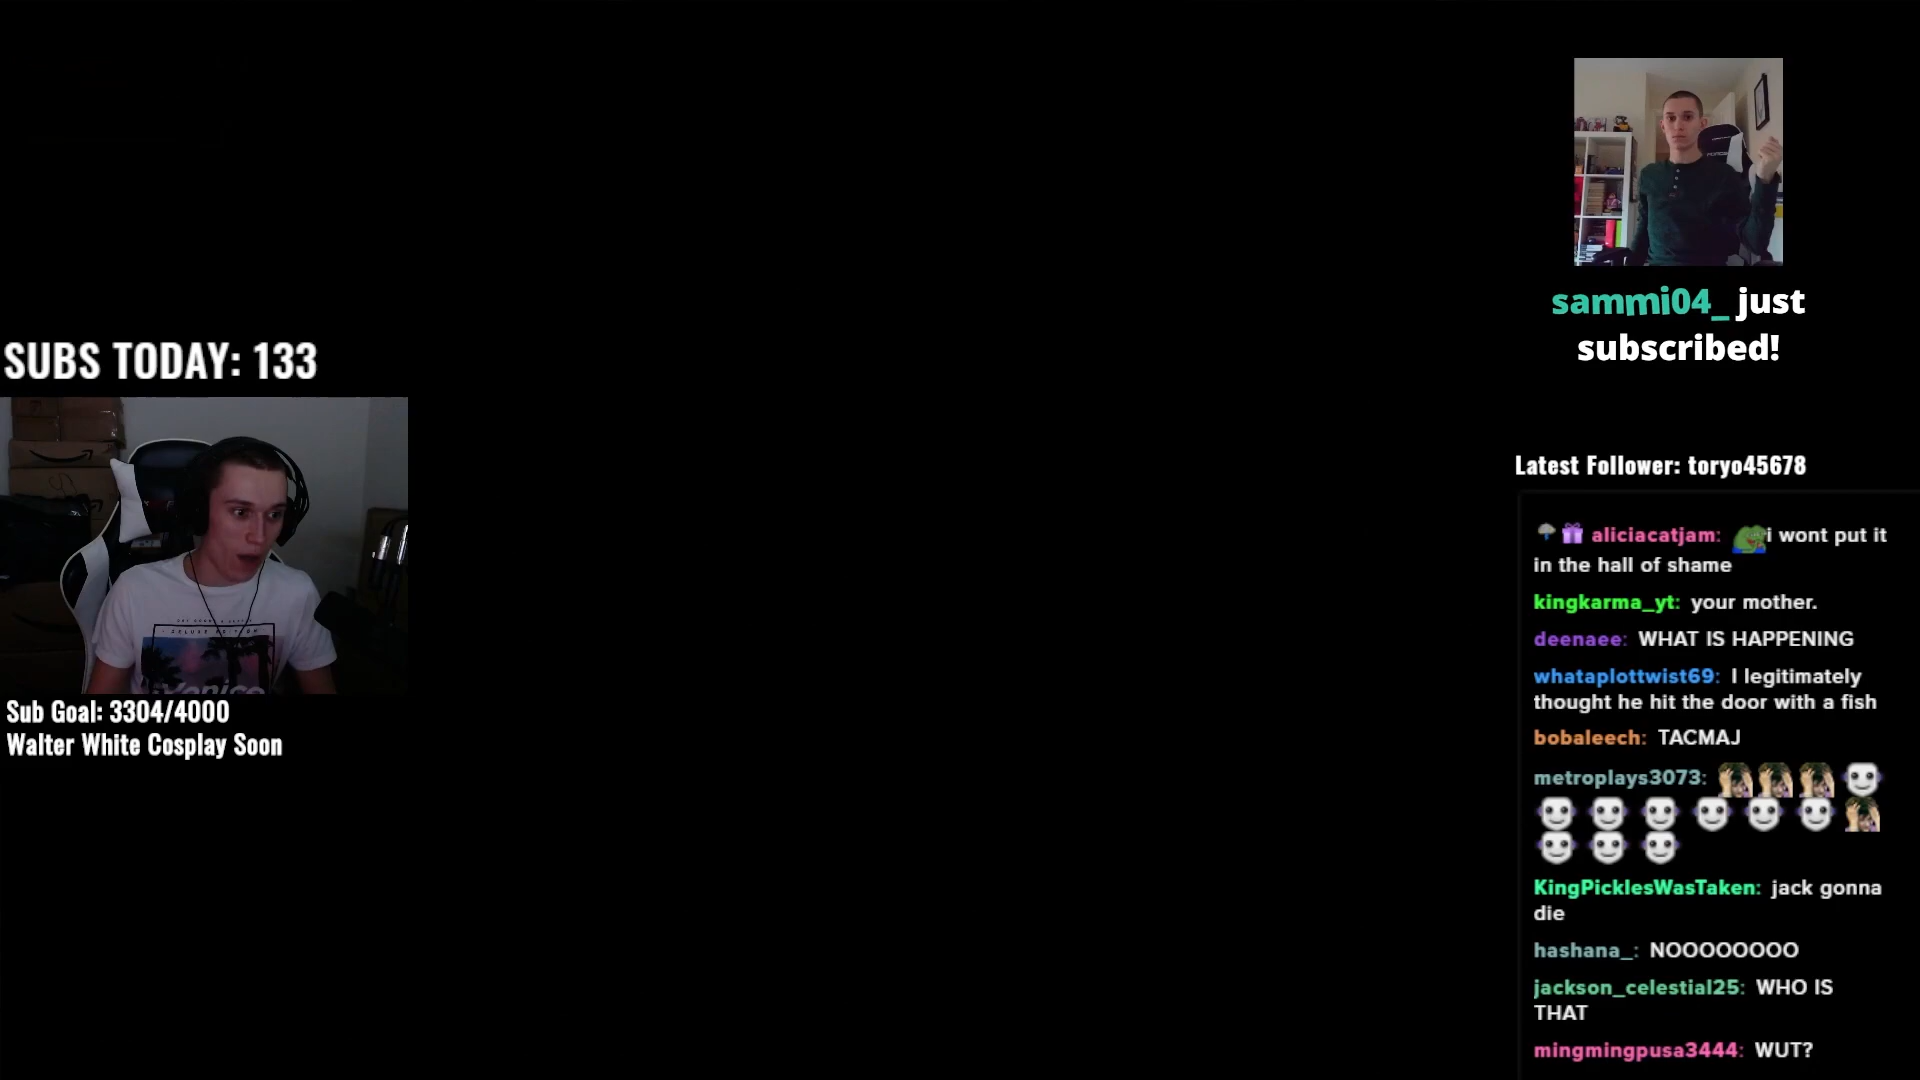 SUBS TODAY: 133
Sub Goal: 3304/4000
Walter White Cosplay Soon
sammi04_ just
subscribed!
Latest Follower: toryo45678
aliciacatjam: i wont put it
in the hall of shame
kingkarma_yt: your mother.
deenaee: WHAT IS HAPPENING
whataplottwist69: I legitimately
thought he hit the door with a fish
bobaleech: TACMAJ
metroplays3073:
KingPicklesWasTaken: jack gonna
die
hashana_: NOOOOOOOO
jackson_celestial25: WHO IS
THAT
mingmingpusa3444: WUT?